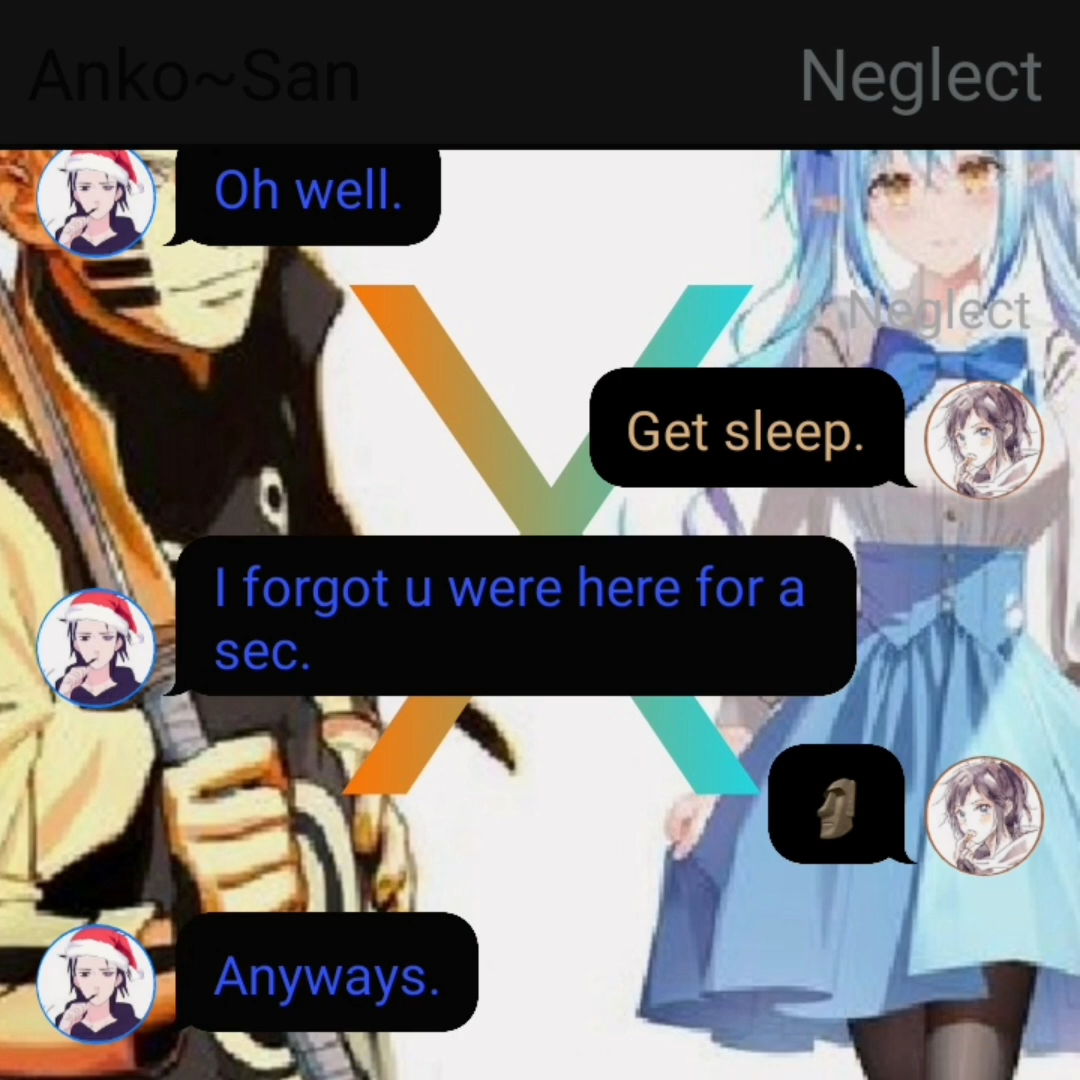 Anko~San Neglect
Oh well.
Neglect
Get sleep.
I forgot u were here for a
sec.
🗿
Anyways.